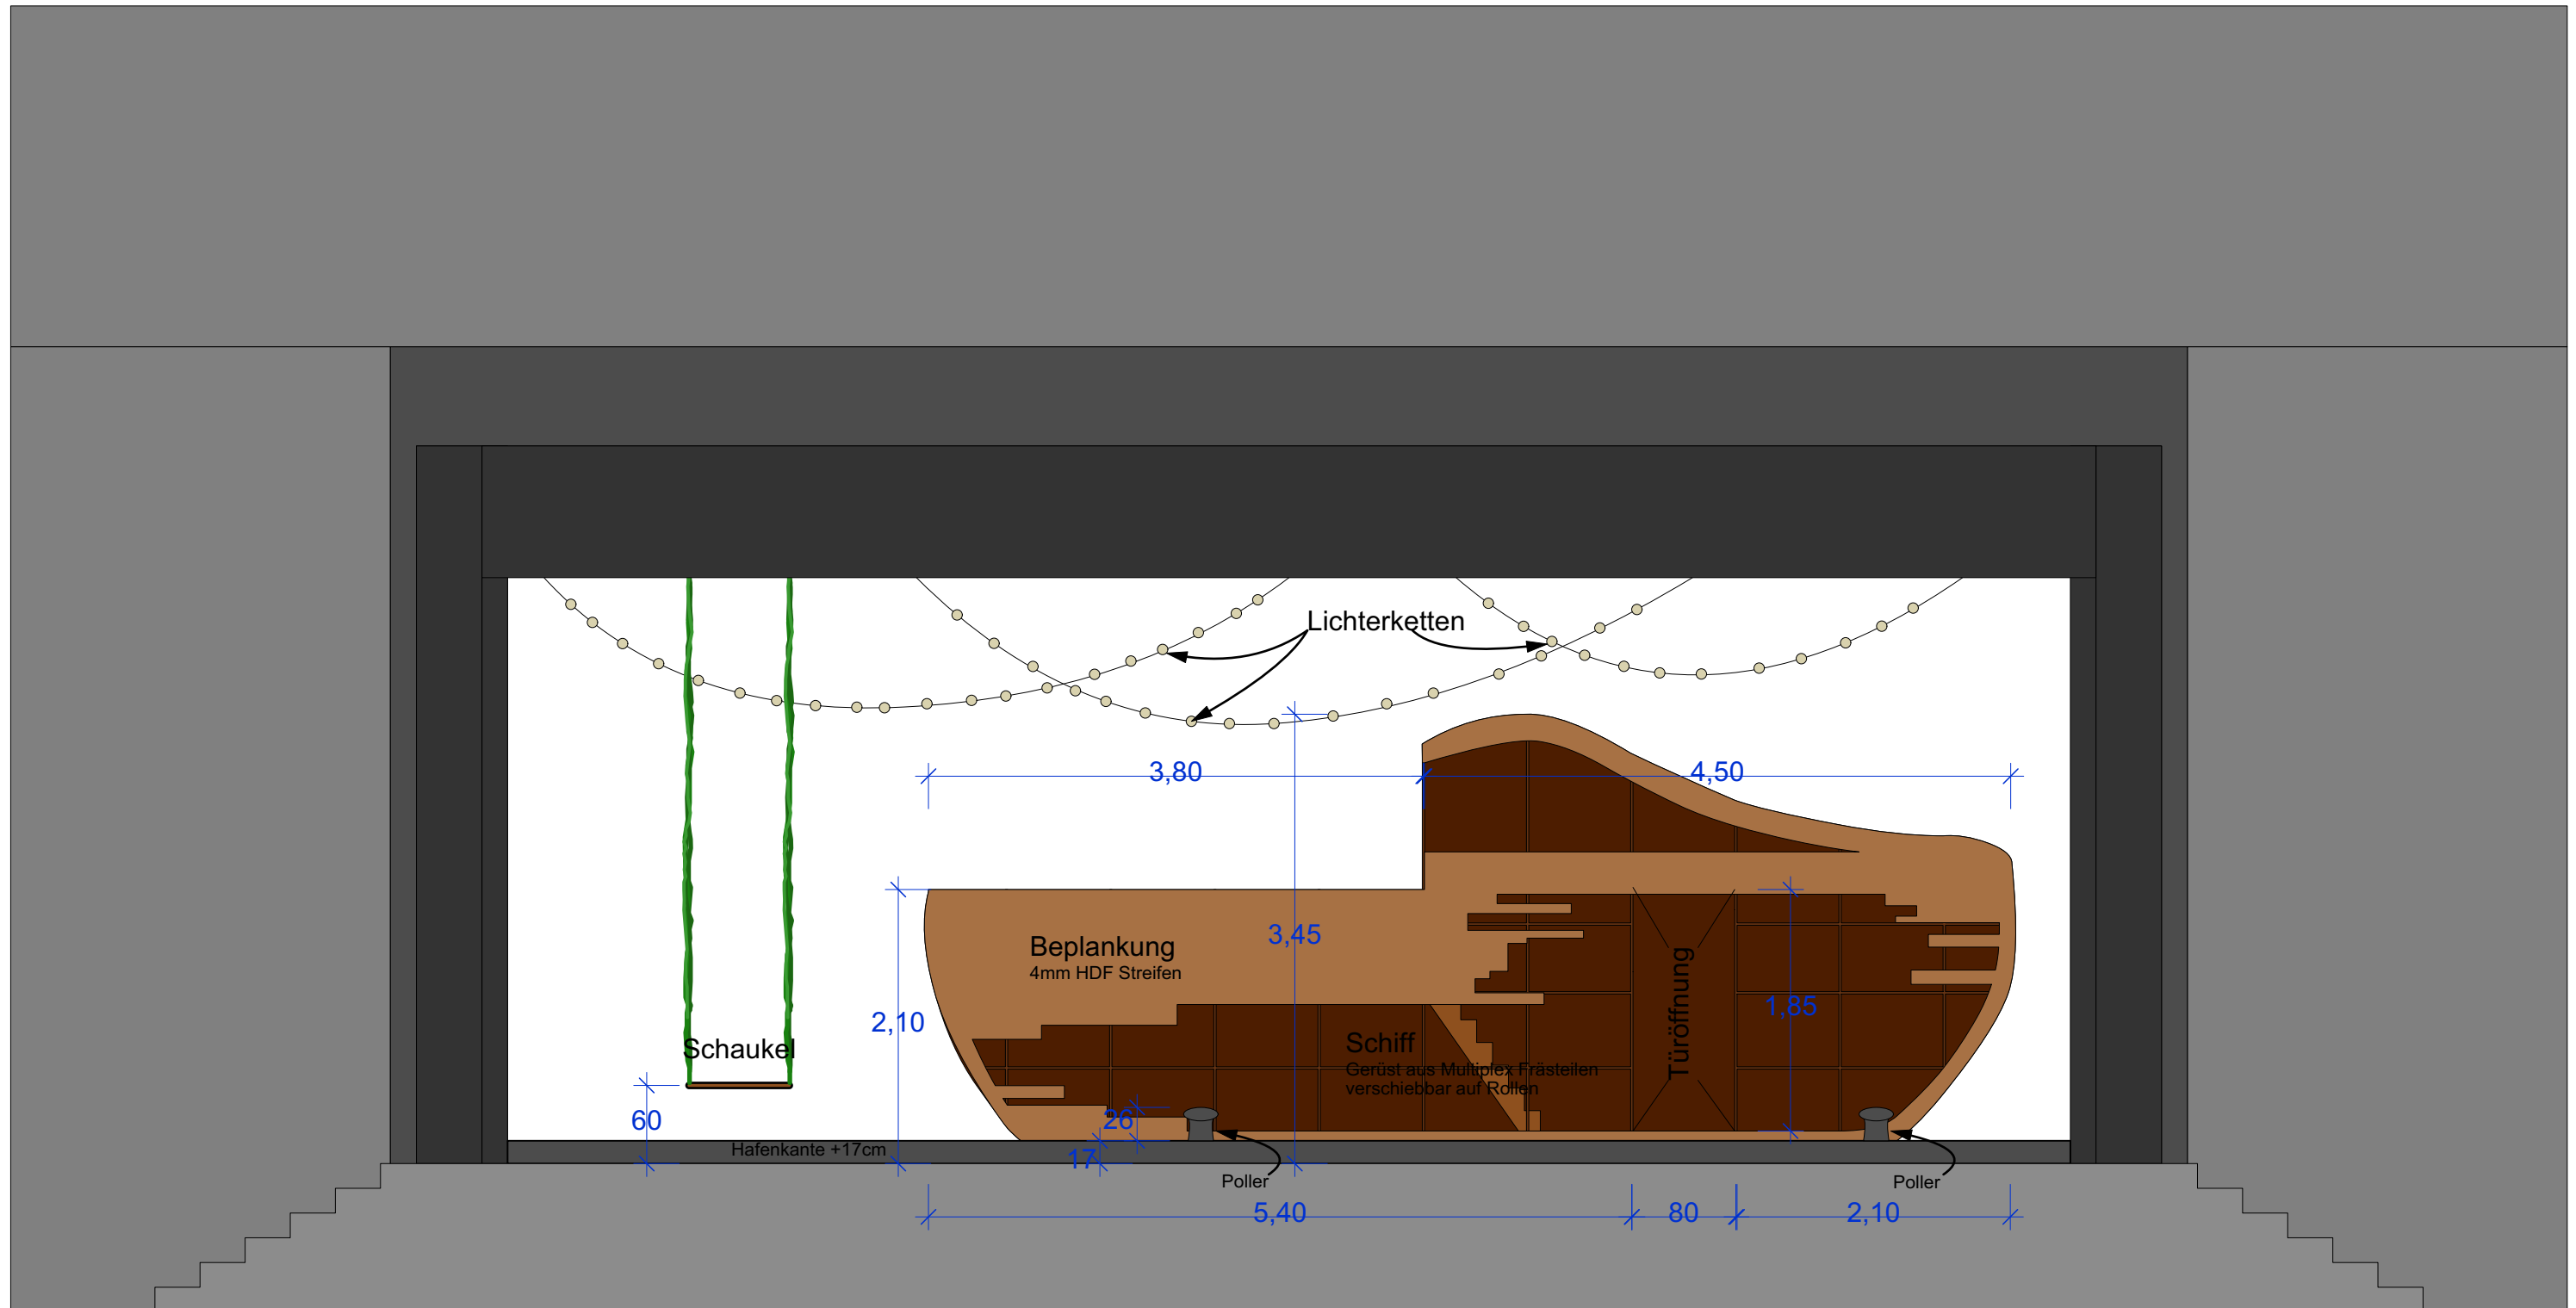 Lichterketten
3,80
4,50
3,45
Beplankung
4mm HDF Streifen
Türöffnung
1,85
2,10
Schiff
Gerüst aus Multiplex Frästeilen
verschiebbar auf Rollen
Schaukel
60
26
Hafenkante +17cm
17
Poller
Poller
5,40
80
2,10